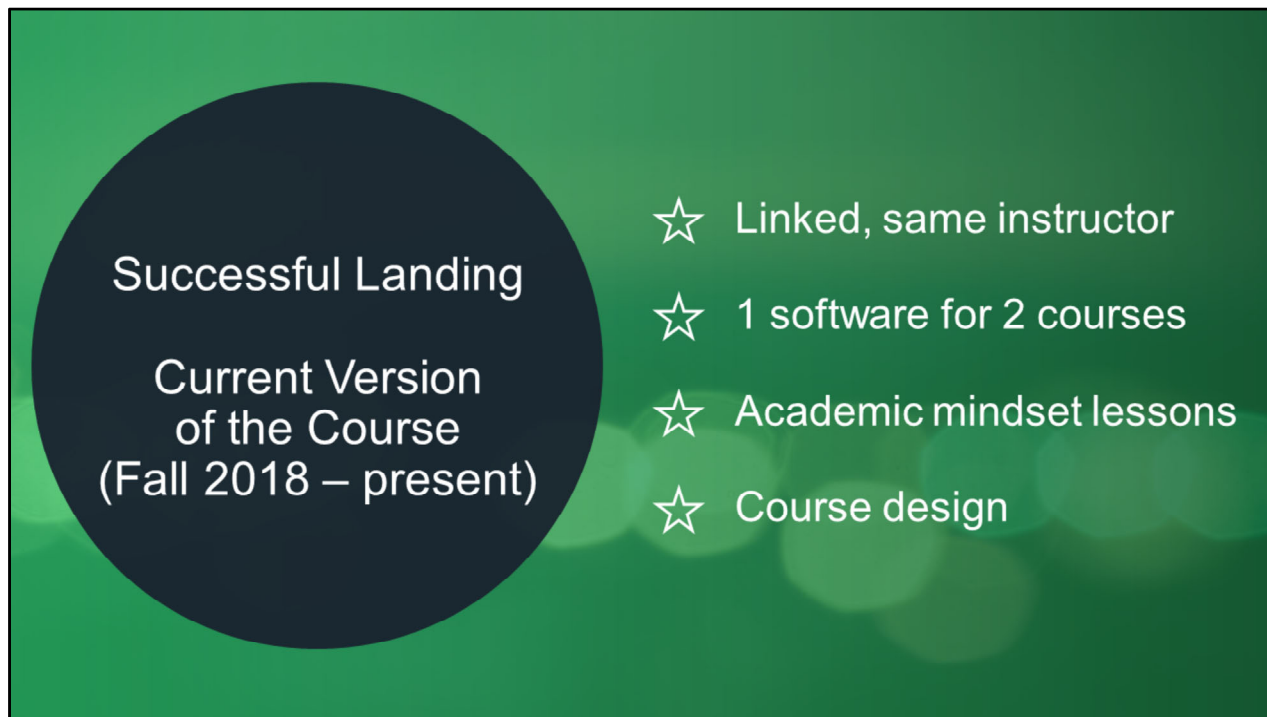 Successful Landing
Current Version
of the Course
(Fall 2018 – present)
Linked, same instructor
1 software for 2 courses
Academic mindset lessons
Course design